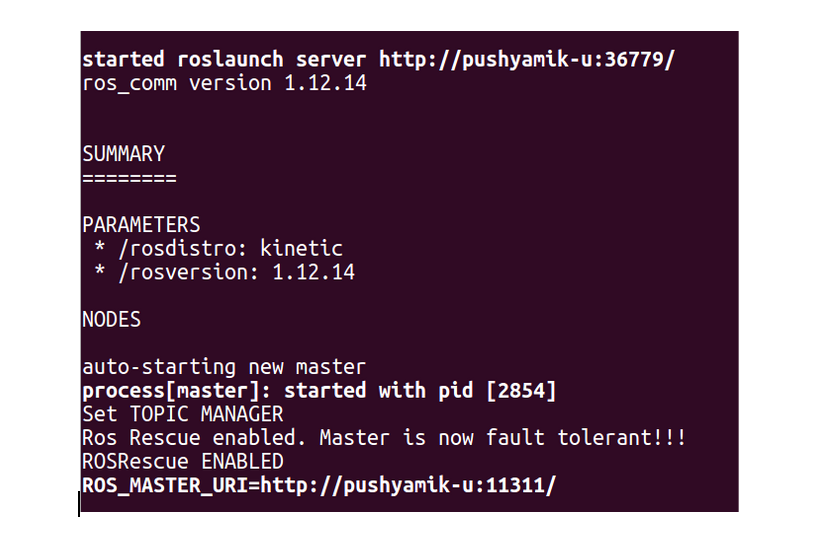 started roslaunch server http://pushyamik-u:36779/
ros_comm version 1.12.14
SUMMARY
========
PARAMETERS
* /rosdistro: kinetic
* /rosversion: 1.12.14
NODES
auto-starting new master
process[master]: started with pid [2854]
Set TOPIC MANAGER
Ros Rescue enabled. Master is now fault tolerant!!!
ROSRescue ENABLED
ROS_MASTER_URI=http://pushyamik-u:11311/